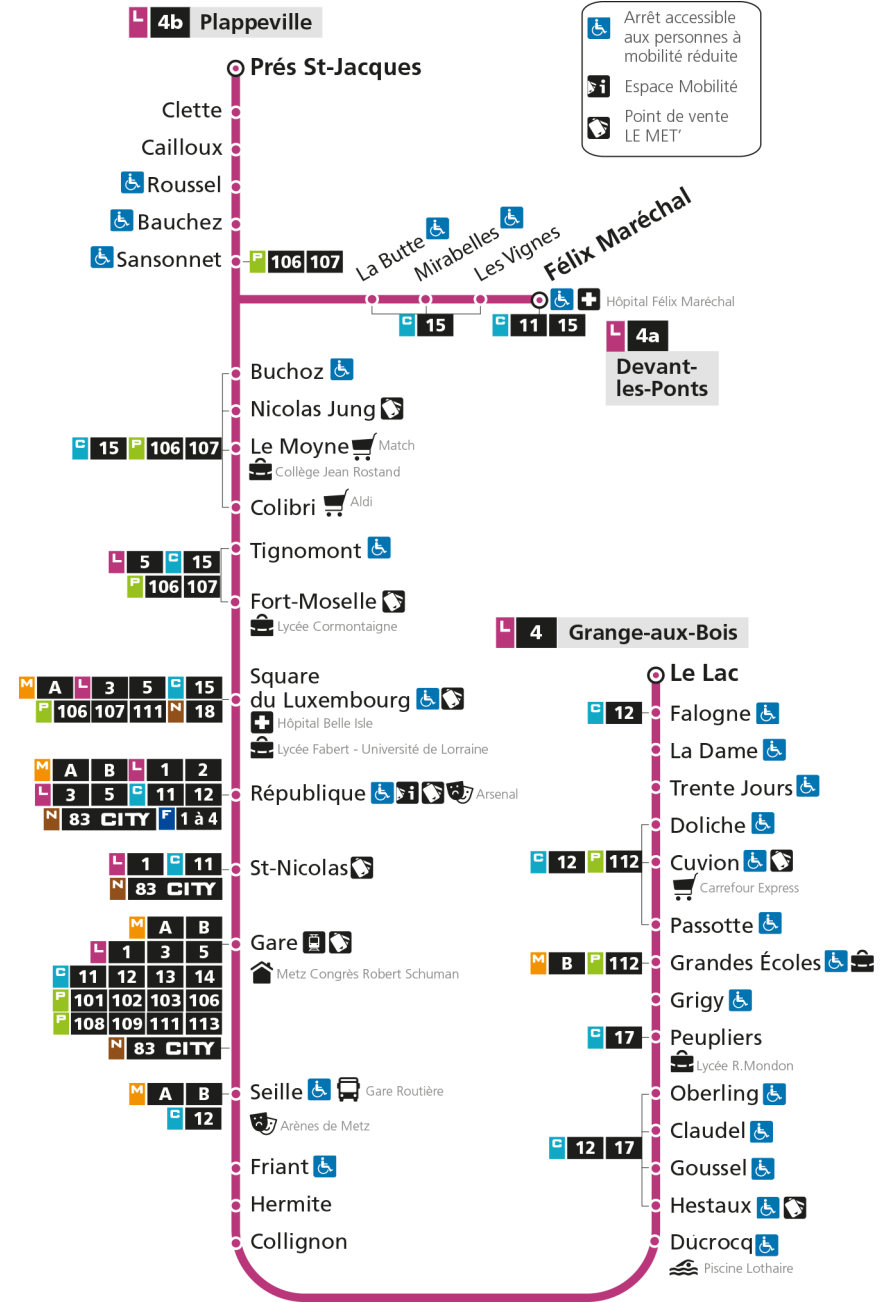 L 4b Plappeville
Arrêt accessible
aux personnes à
mobilité réduite
Espace Mobilité
Point de vente
LE MET’
Prés St-Jacques
Clette
Cailloux
Roussel
Bauchez
Sansonnet
P 106 107
La Butte
Mirabelles
Les Vignes
Félix Maréchal
Hôpital Félix Maréchal
C 15
C 11 15
L 4a
Devant-
les-Ponts
Buchoz
Nicolas Jung
C 15 P 106 107
Le Moyne
Match
Collège Jean Rostand
Colibri
Aldi
Tignomont
L 5 C 15
P 106 107
Fort-Moselle
Lycée Cormontaigne
Square
du Luxembourg
M A L 3 5 C 15
P 106 107 111 N 18
Hôpital Belle Isle
Lycée Fabert - Université de Lorraine
M A B L 1 2
L 3 5 C 11 12
N 83 CITY F 1 à 4
République
Arsenal
L 1 C 11
N 83 CITY
St-Nicolas
M A B
L 1 3 5
C 11 12 13 14
P 101 102 103 106
P 108 109 111 113
N 83 CITY
Gare
Metz Congrès Robert Schuman
M A B
C 12
Seille
Gare Routière
Arènes de Metz
Friant
Hermite
Collignon
L 4 Grange-aux-Bois
Le Lac
C 12
Falogne
La Dame
Trente Jours
Doliche
C 12 P 112
Cuvion
Carrefour Express
Passotte
M B P 112
Grandes Écoles
Grigy
C 17
Peupliers
Lycée R.Mondon
Oberling
Claudel
C 12 17
Goussel
Hestaux
Ducrocq
Piscine Lothaire